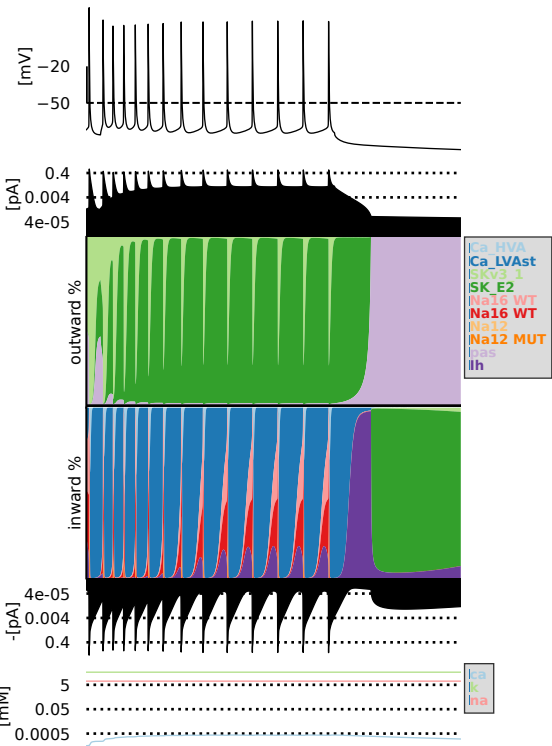 [mV]
−20
−50
[pA]
0.4
0.004
4e-05
outward %
Ca_HVA
Ca_LVAst
SKv3_1
SK_E2
Na16 WT
Na16 WT
Na12
Na12 MUT
pas
Ih
inward %
-[pA]
4e-05
0.004
0.4
[mM]
5
0.05
0.0005
ca
k
na